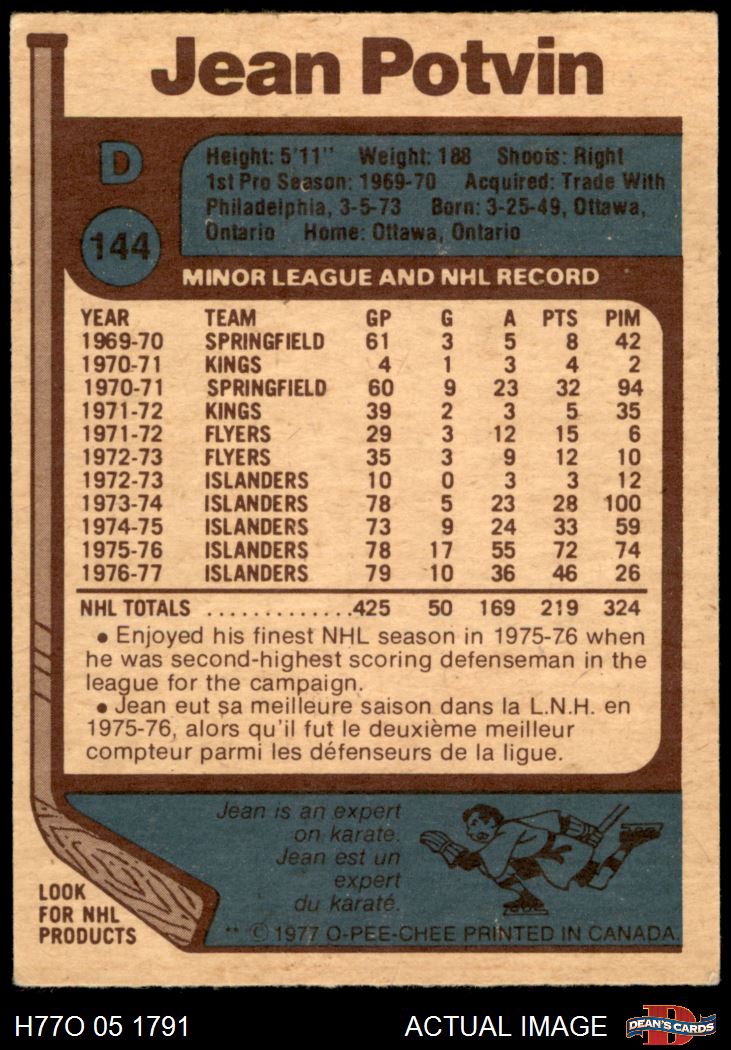 Jean Potvin
D
144
Height: 5'11" Weight: 188 Shoots: Right
1st Pro Season: 1969-70 Acquired: Trade With
Philadelphia, 3-5-73 Born: 3-25-49, Ottawa,
Ontario Home: Ottawa, Ontario
MINOR LEAGUE AND NHL RECORD
YEAR TEAM GP G A PTS PIM
1969-70 SPRINGFIELD 61 3 5 8 42
1970-71 KINGS 4 1 3 4 2
1970-71 SPRINGFIELD 60 9 23 32 94
1971-72 KINGS 39 2 3 5 35
1971-72 FLYERS 29 3 12 15 6
1972-73 FLYERS 35 3 9 12 10
1972-73 ISLANDERS 10 0 3 3 12
1973-74 ISLANDERS 78 5 23 28 100
1974-75 ISLANDERS 73 9 24 33 59
1975-76 ISLANDERS 78 17 55 72 74
1976-77 ISLANDERS 79 10 36 46 26
NHL TOTALS .............425 50 169 219 324
• Enjoyed his finest NHL season in 1975-76 when
he was second-highest scoring defenseman in the
league for the campaign.
• Jean eut sa meilleure saison dans la L.N.H. en
1975-76, alors qu'il fut le deuxième meilleur
compteur parmi les défenseurs de la ligue.
Jean is an expert
on karate.
Jean est un
expert
du karaté.
LOOK
FOR NHL
PRODUCTS
** © 1977 O-PEE-CHEE PRINTED IN CANADA.
H77O 05 1791
ACTUAL IMAGE
D
DEAN'S CARDS